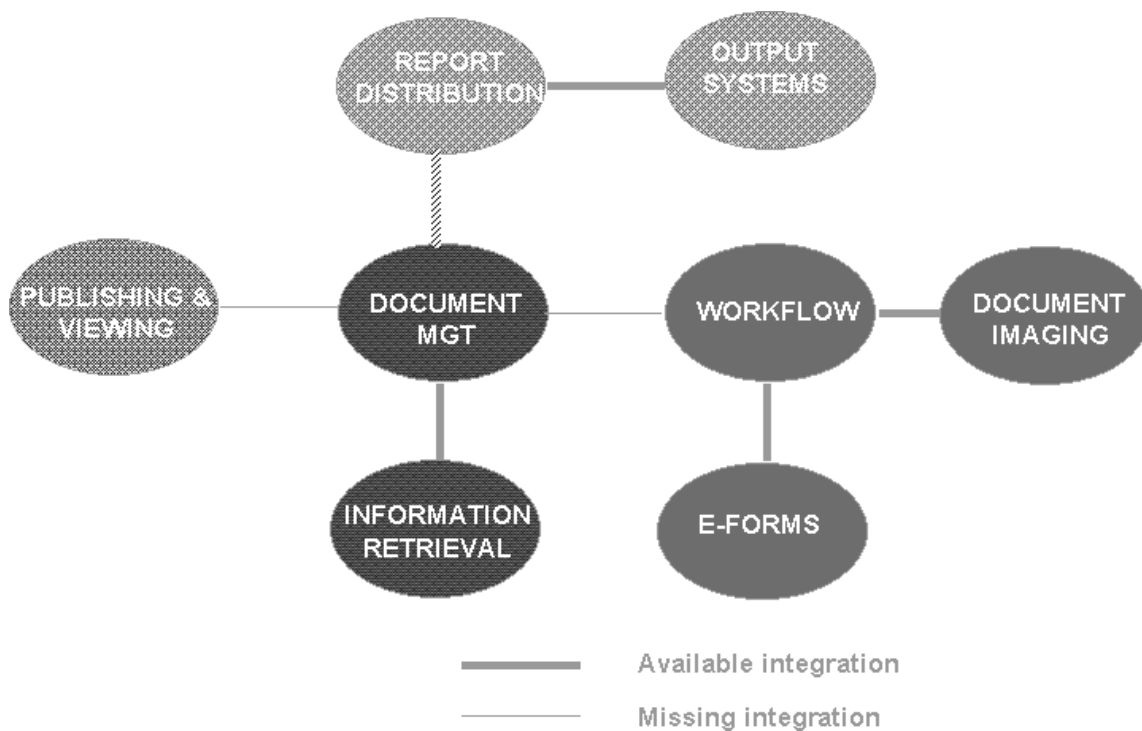 REPORT
DISTRIBUTION
OUTPUT
SYSTEMS
PUBLISHING &
VIEWING
DOCUMENT
MGT
WORKFLOW
DOCUMENT
IMAGING
INFORMATION
RETRIEVAL
E-FORMS
Available integration
Missing integration